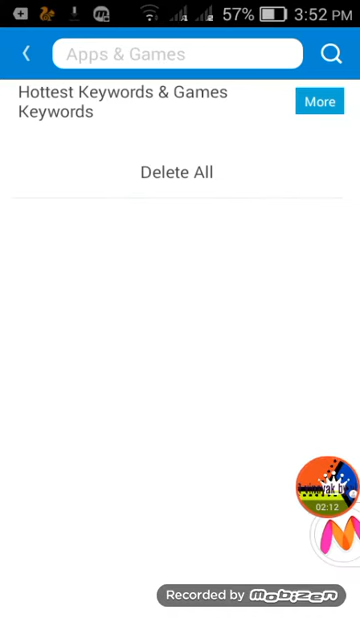 57% 3:52 PM
Apps & Games
Hottest Keywords & Games
Keywords
More
Delete All
02:12
Recorded by mobizen